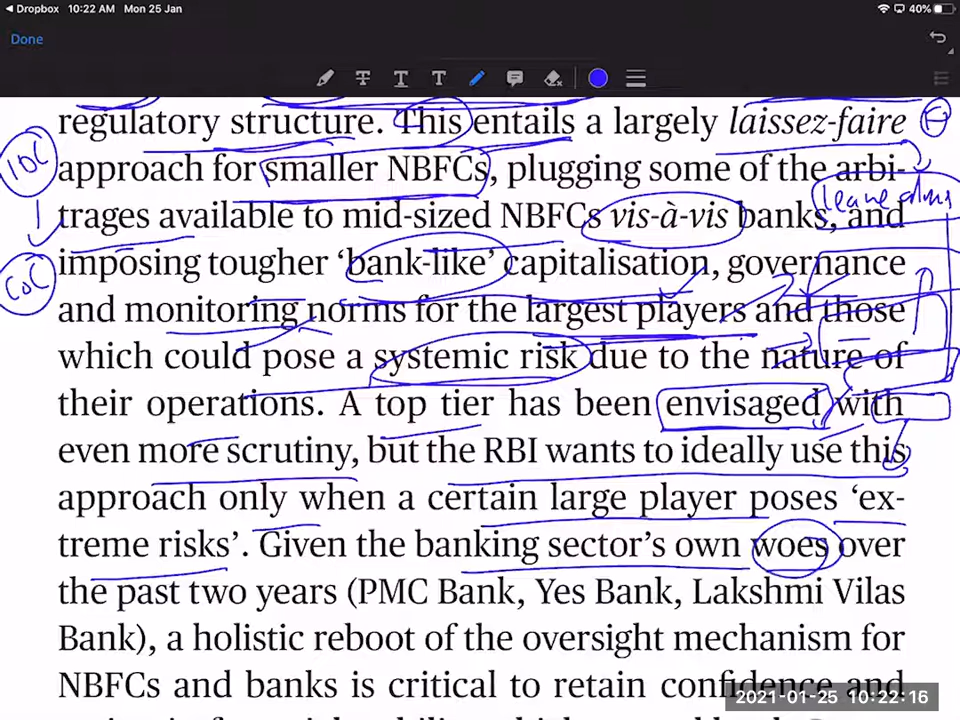 Dropbox 10:22 AM Mon 25 Jan 40%
Done
regulatory structure. This entails a largely laissez-faire
IOC
approach for smaller NBFCs, plugging some of the arbi-
leave alone
trages available to mid-sized NBFCs vis-à-vis banks, and
COC
imposing tougher ‘bank-like’ capitalisation, governance
and monitoring norms for the largest players and those
which could pose a systemic risk due to the nature of
their operations. A top tier has been envisaged with
even more scrutiny, but the RBI wants to ideally use this
approach only when a certain large player poses ‘ex-
treme risks’. Given the banking sector’s own woes over
the past two years (PMC Bank, Yes Bank, Lakshmi Vilas
Bank), a holistic reboot of the oversight mechanism for
NBFCs and banks is critical to retain confidence and
2021-01-25 10:22:16